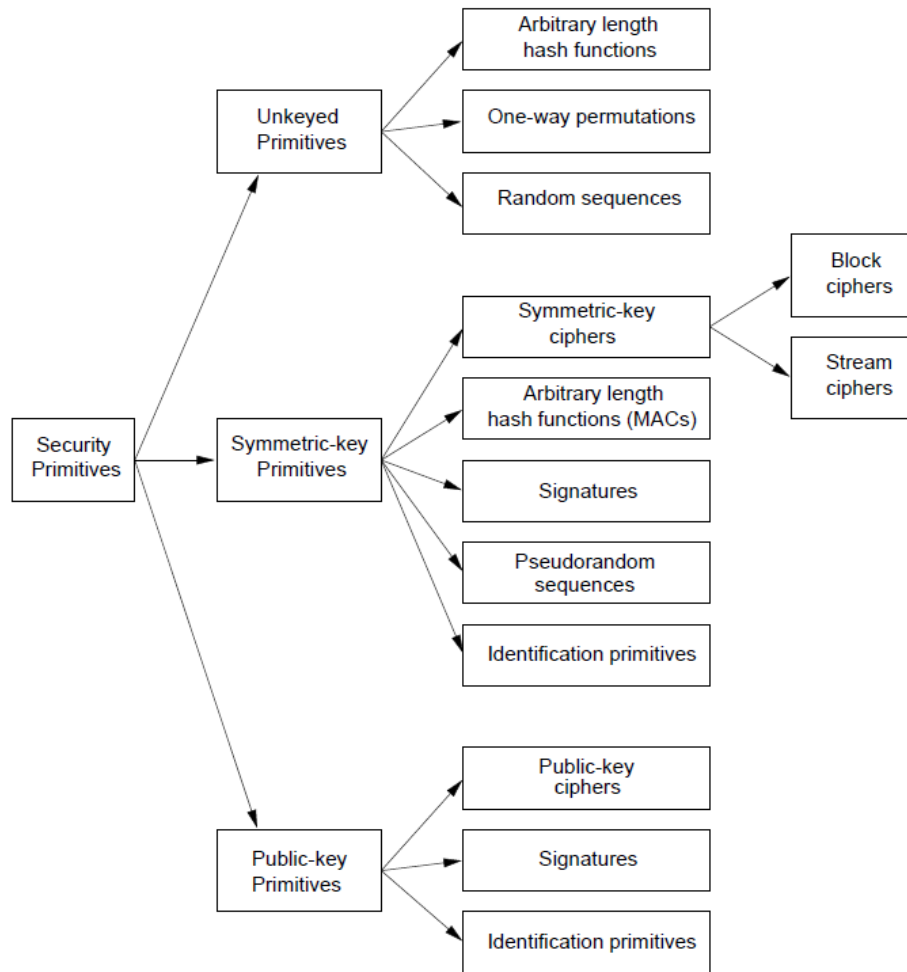 Arbitrary length
hash functions
Unkeyed
Primitives
One-way permutations
Random sequences
Block
ciphers
Symmetric-key
ciphers
Stream
ciphers
Arbitrary length
hash functions (MACs)
Security
Primitives
Symmetric-key
Primitives
Signatures
Pseudorandom
sequences
Identification primitives
Public-key
ciphers
Public-key
Primitives
Signatures
Identification primitives